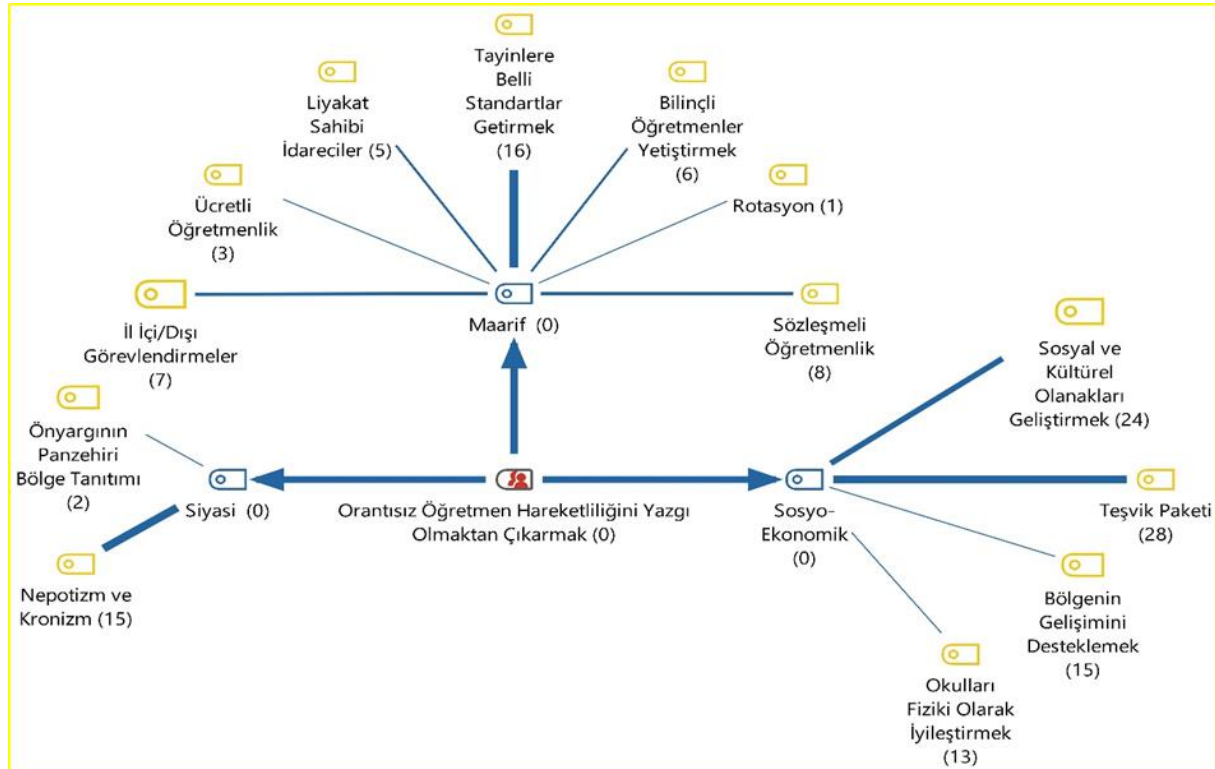 Tayinlere
Belli
Standartlar
Getirmek
(16)
Liyakat
Sahibi
İdareciler (5)
Bilinçli
Öğretmenler
Yetiştirmek
(6)
Ücretli
Öğretmenlik
(3)
Rotasyon (1)
İl İçi/Dışı
Görevlendirmeler
(7)
Maarif (0)
Sözleşmeli
Öğretmenlik
(8)
Sosyal ve
Kültürel
Olanakları
Geliştirmek (24)
Önyargının
Panzehiri
Bölge Tanıtımı
(2)
Siyasi (0)
Orantısız Öğretmen Hareketliliğini Yazgı
Olmaktan Çıkarmak (0)
Sosyo-
Ekonomik
(0)
Teşvik Paketi
(28)
Nepotizm ve
Kronizm (15)
Bölgenin
Gelişimini
Desteklemek
(15)
Okulları
Fiziki Olarak
İyileştirmek
(13)